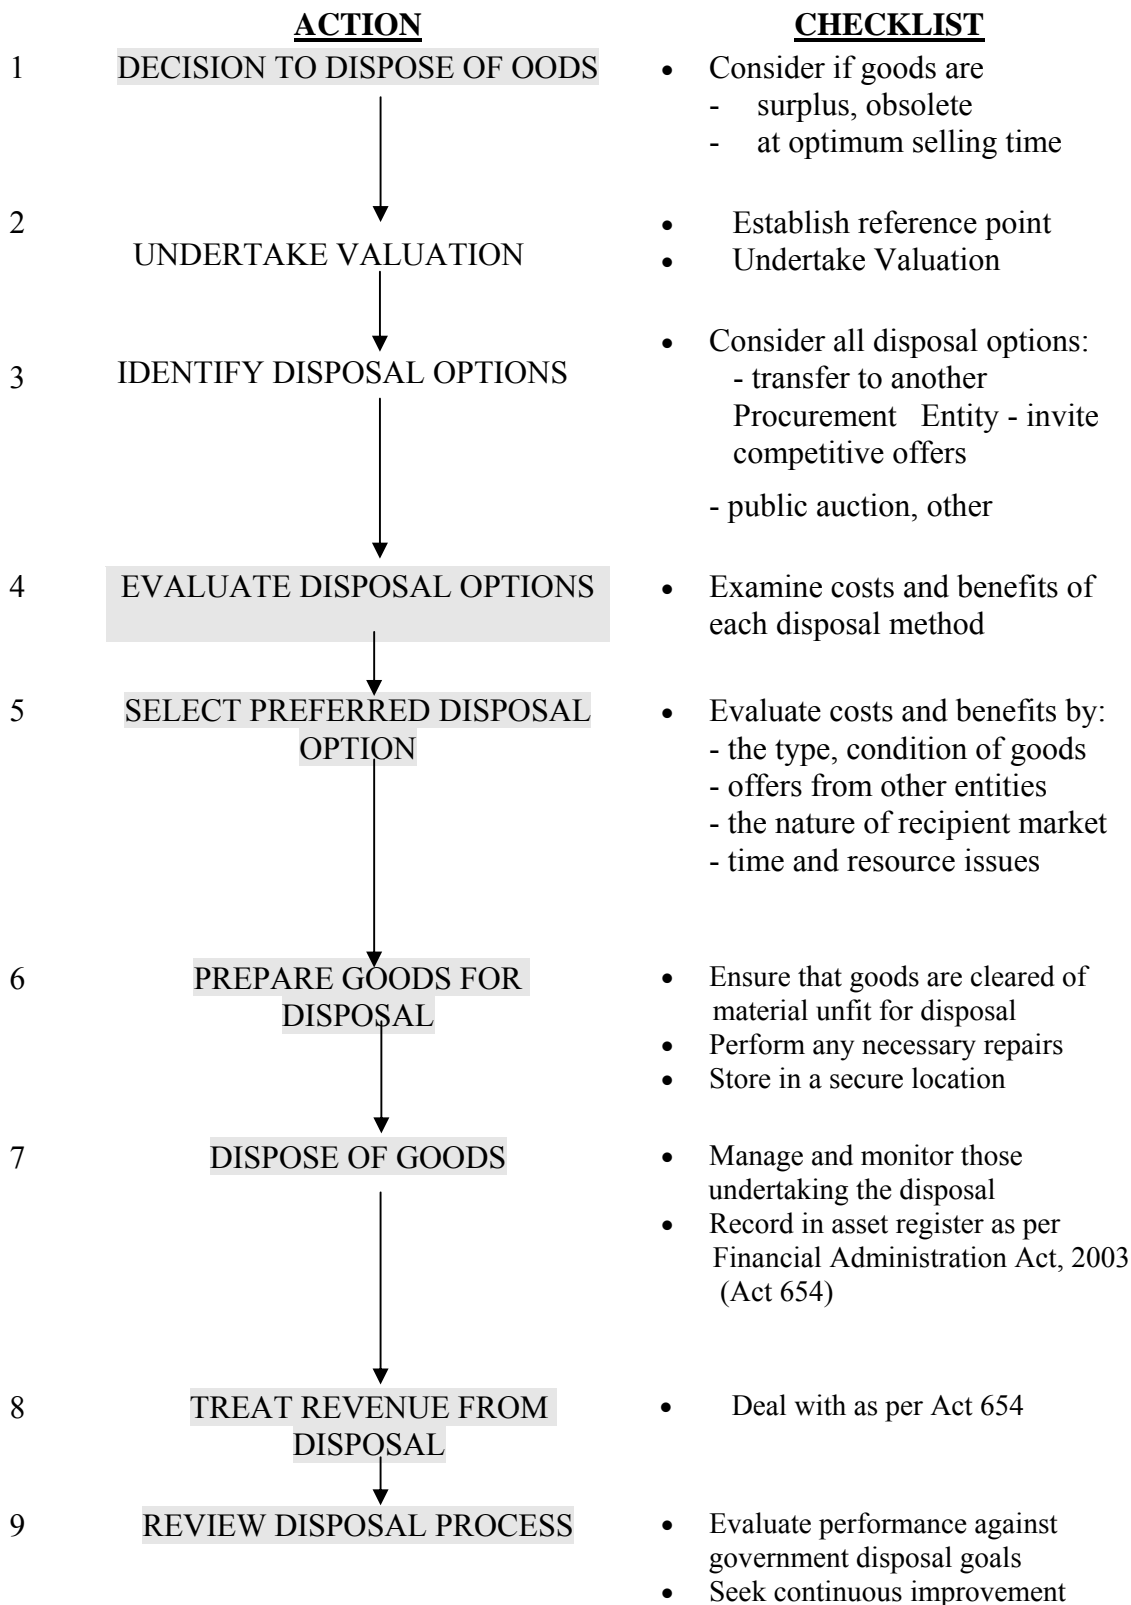 ACTION CHECKLIST
1 DECISION TO DISPOSE OF OODS • Consider if goods are
- surplus, obsolete
- at optimum selling time
2 • Establish reference point
UNDERTAKE VALUATION • Undertake Valuation
• Consider all disposal options:
3 IDENTIFY DISPOSAL OPTIONS - transfer to another
Procurement Entity - invite
competitive offers
- public auction, other
4 EVALUATE DISPOSAL OPTIONS • Examine costs and benefits of
each disposal method
5 SELECT PREFERRED DISPOSAL • Evaluate costs and benefits by:
OPTION - the type, condition of goods
- offers from other entities
- the nature of recipient market
- time and resource issues
6 PREPARE GOODS FOR • Ensure that goods are cleared of
DISPOSAL material unfit for disposal
• Perform any necessary repairs
• Store in a secure location
7 DISPOSE OF GOODS • Manage and monitor those
undertaking the disposal
• Record in asset register as per
Financial Administration Act, 2003
(Act 654)
8 TREAT REVENUE FROM • Deal with as per Act 654
DISPOSAL
9 REVIEW DISPOSAL PROCESS • Evaluate performance against
government disposal goals
• Seek continuous improvement